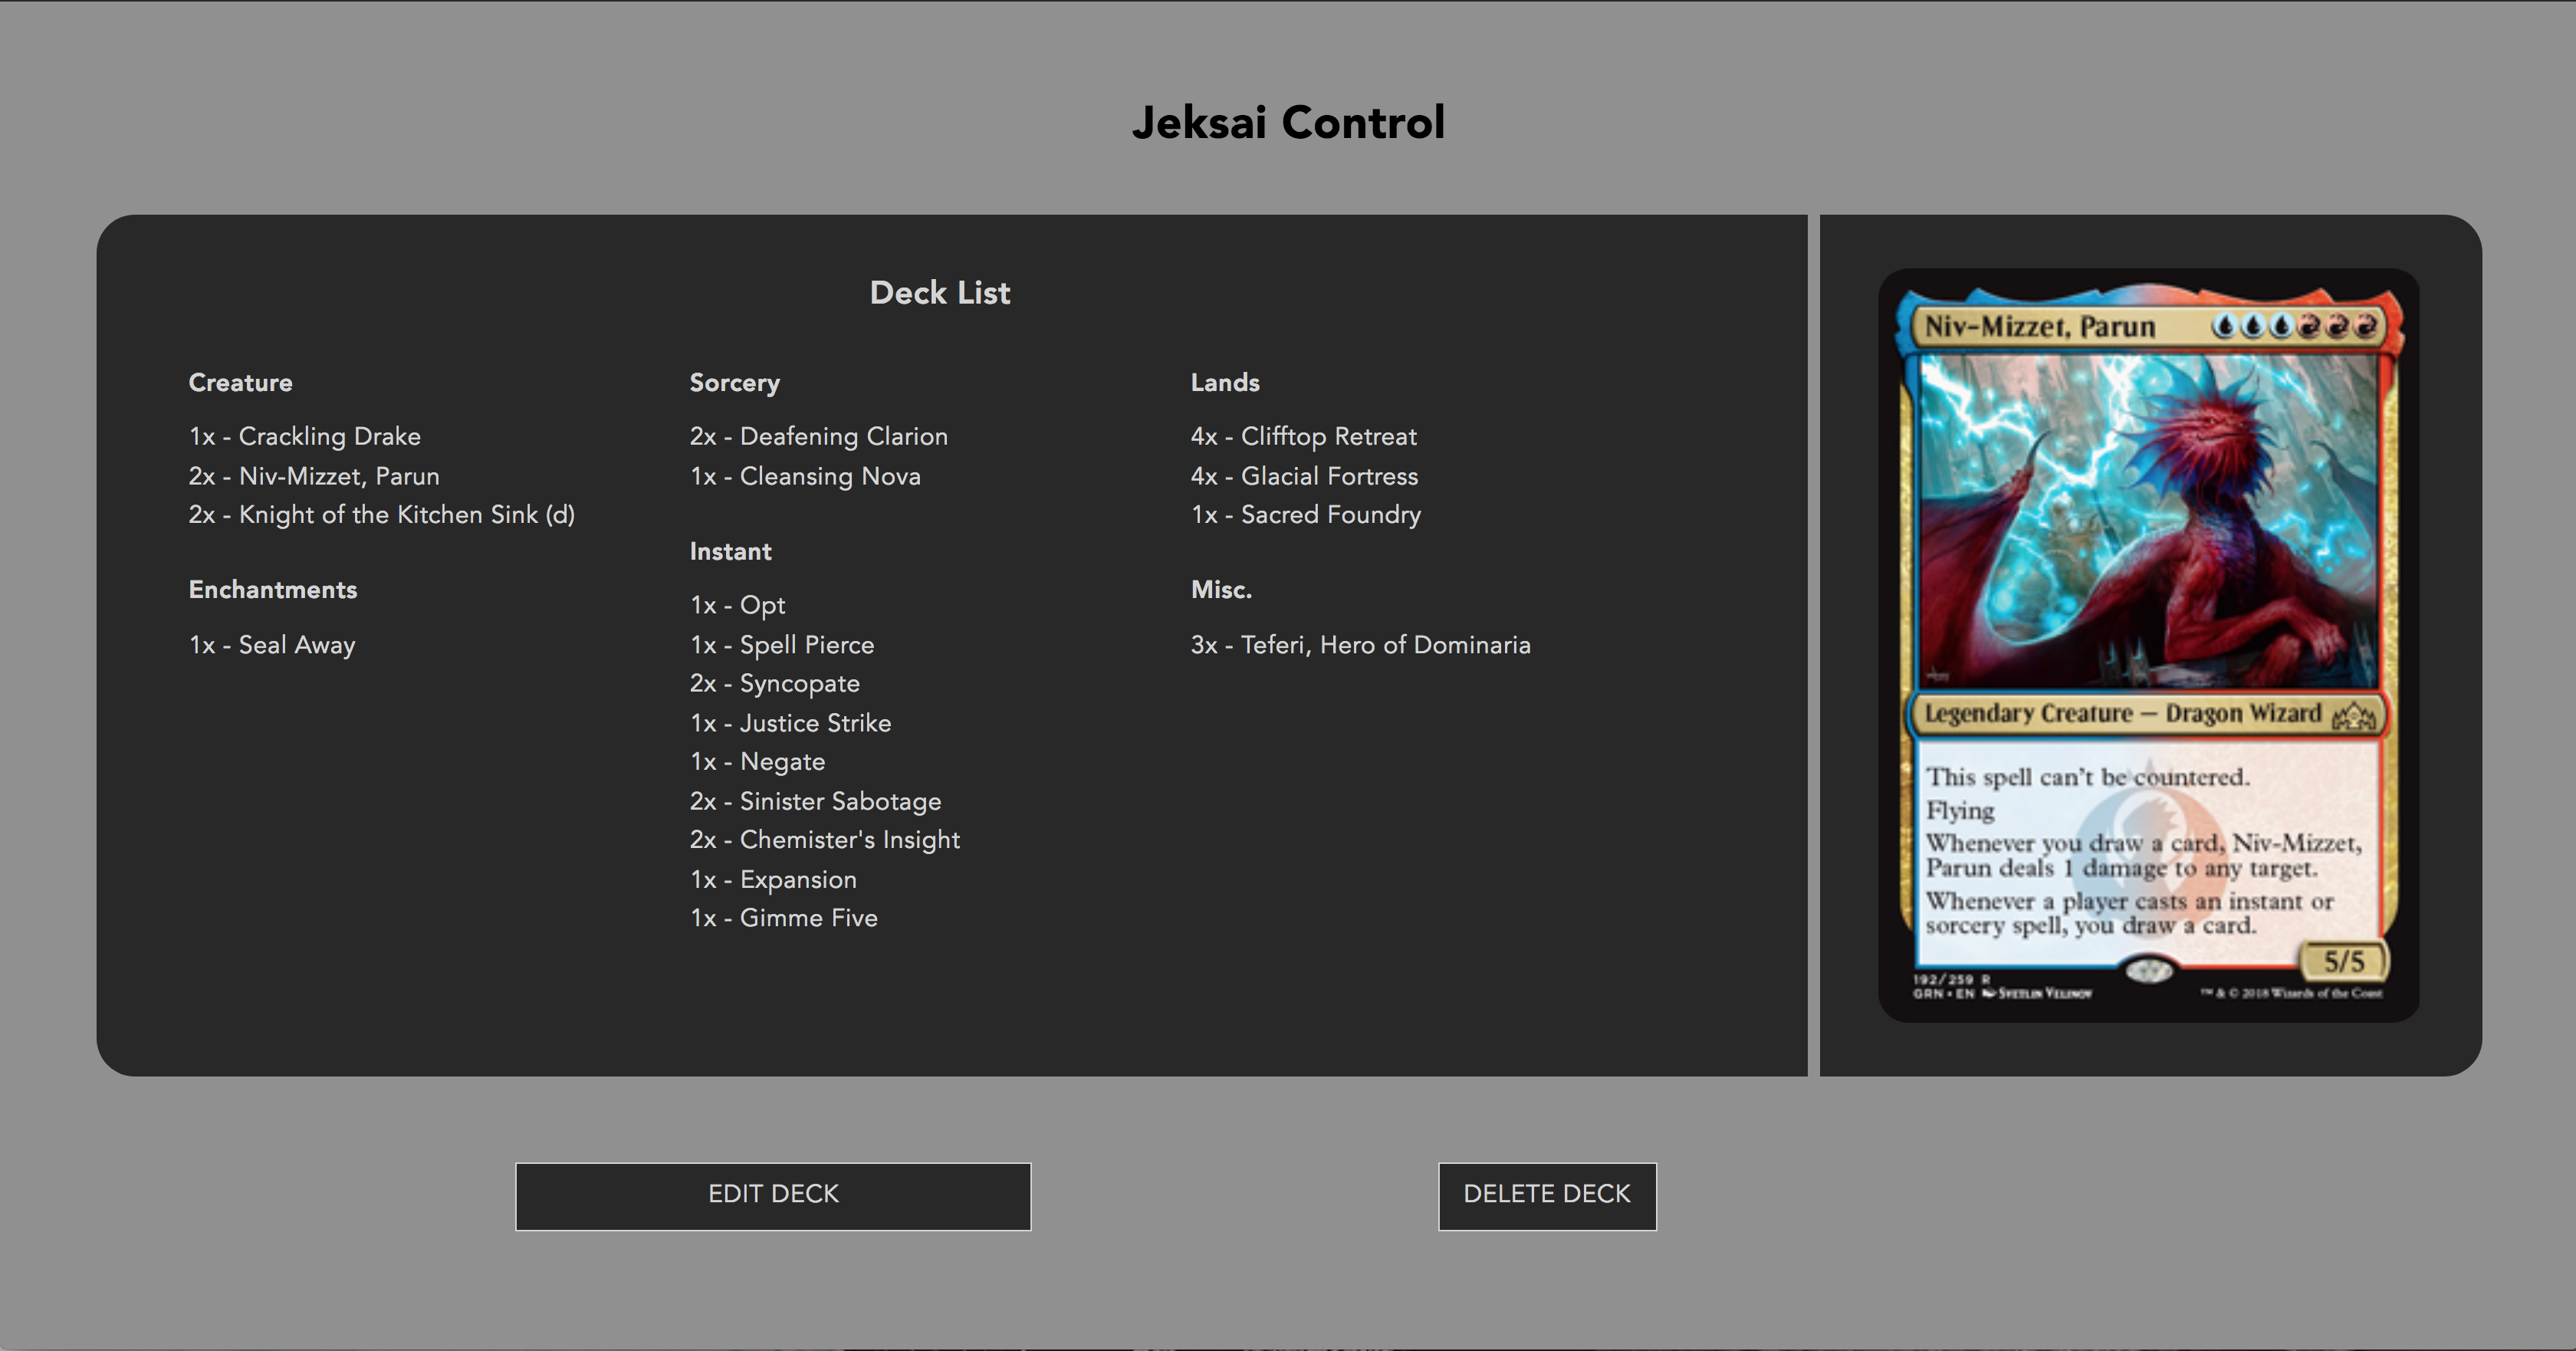 Jeksai Control
Deck List
Creature
1x - Crackling Drake
2x - Niv-Mizzet, Parun
2x - Knight of the Kitchen Sink (d)
Enchantments
1x - Seal Away
Sorcery
2x - Deafening Clarion
1x - Cleansing Nova
Instant
1x - Opt
1x - Spell Pierce
2x - Syncopate
1x - Justice Strike
1x - Negate
2x - Sinister Sabotage
2x - Chemister's Insight
1x - Expansion
1x - Gimme Five
Lands
4x - Clifftop Retreat
4x - Glacial Fortress
1x - Sacred Foundry
Misc.
3x - Teferi, Hero of Dominaria
Niv-Mizzet, Parun
Legendary Creature — Dragon Wizard
This spell can't be countered.
Flying
Whenever you draw a card, Niv-Mizzet,
Parun deals 1 damage to any target.
Whenever a player casts an instant or
sorcery spell, you draw a card.
5/5
192/259 R
GRN • EN Svetlin Velinov
™ & © 2018 Wizards of the Coast
EDIT DECK
DELETE DECK